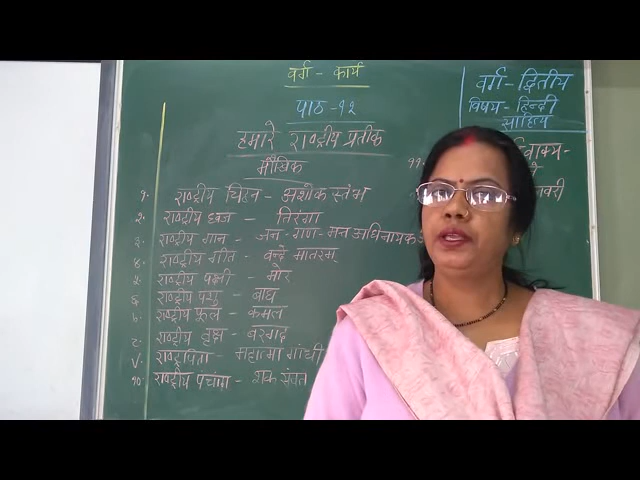 वर्ग - कार्य
वर्ग - द्वितीय
विषय - हिन्दी
साहित्य
पाठ - १२
हमारे राष्ट्रीय प्रतीक
मौखिक
१. राष्ट्रीय चिह्न - अशोक स्तंभ
२. राष्ट्रीय ध्वज - तिरंगा
३. राष्ट्रीय गान - जन-गण-मन अधिनायक
४. राष्ट्रीय गीत - वन्दे मातरम्
५. राष्ट्रीय पक्षी - मोर
६. राष्ट्रीय पशु - बाघ
७. राष्ट्रीय फूल - कमल
८. राष्ट्रीय वृक्ष - बरगद
९. राष्ट्रपिता - महात्मा गांधी
१०. राष्ट्रीय पंचांग - शक संवत
११.